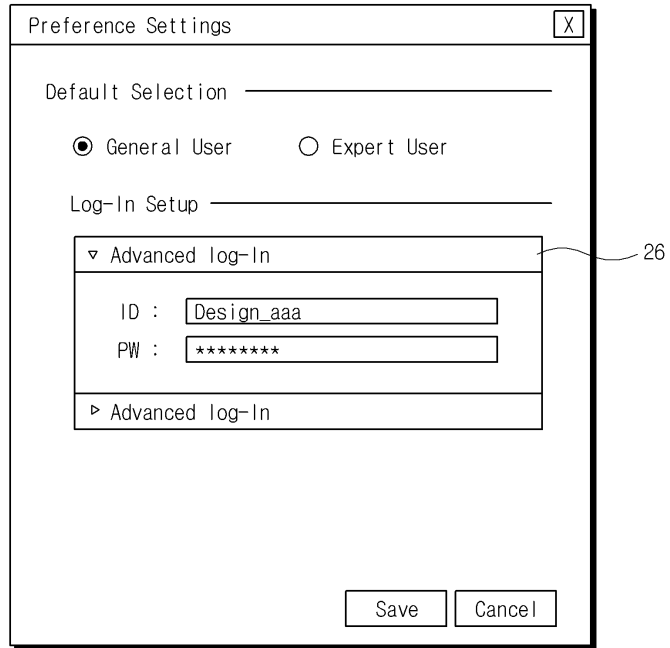 Preference Settings X
Default Selection
General User Expert User
Log-In Setup
Advanced log-In 26
ID : Design_aaa
PW : ********
Advanced log-In
Save Cancel